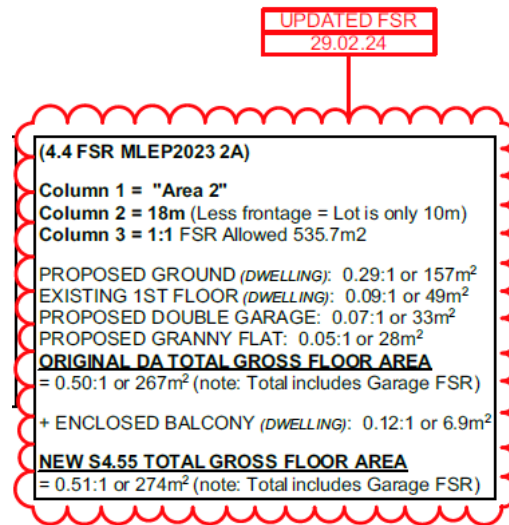 UPDATED FSR
29.02.24
(4.4 FSR MLEP2023 2A)
Column 1 = "Area 2"
Column 2 = 18m (Less frontage = Lot is only 10m)
Column 3 = 1:1 FSR Allowed 535.7m2
PROPOSED GROUND (DWELLING): 0.29:1 or 157m²
EXISTING 1ST FLOOR (DWELLING): 0.09:1 or 49m²
PROPOSED DOUBLE GARAGE: 0.07:1 or 33m²
PROPOSED GRANNY FLAT: 0.05:1 or 28m²
ORIGINAL DA TOTAL GROSS FLOOR AREA
= 0.50:1 or 267m² (note: Total includes Garage FSR)
+ ENCLOSED BALCONY (DWELLING): 0.12:1 or 6.9m²
NEW S4.55 TOTAL GROSS FLOOR AREA
= 0.51:1 or 274m² (note: Total includes Garage FSR)